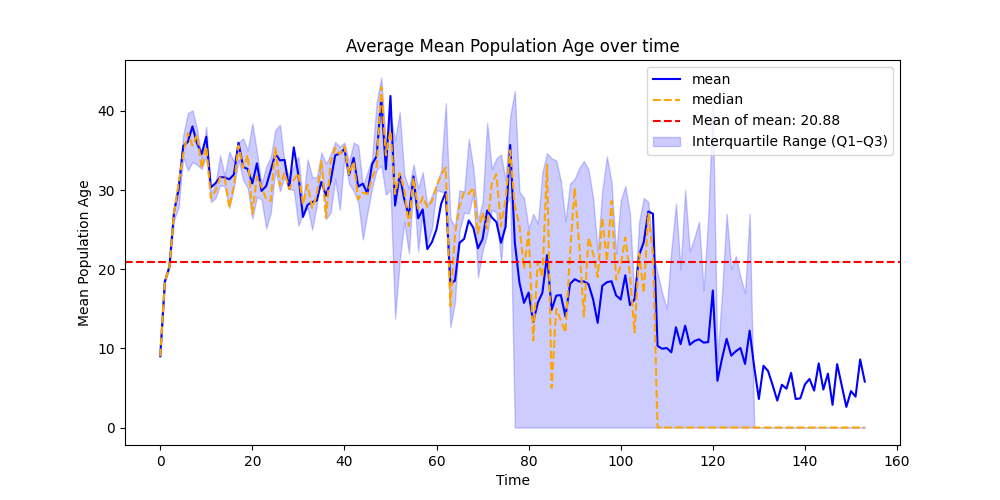 Average Mean Population Age over time
mean
median
Mean of mean: 20.88
Interquartile Range (Q1–Q3)
Mean Population Age
40
30
20
10
0
0 20 40 60 80 100 120 140 160
Time